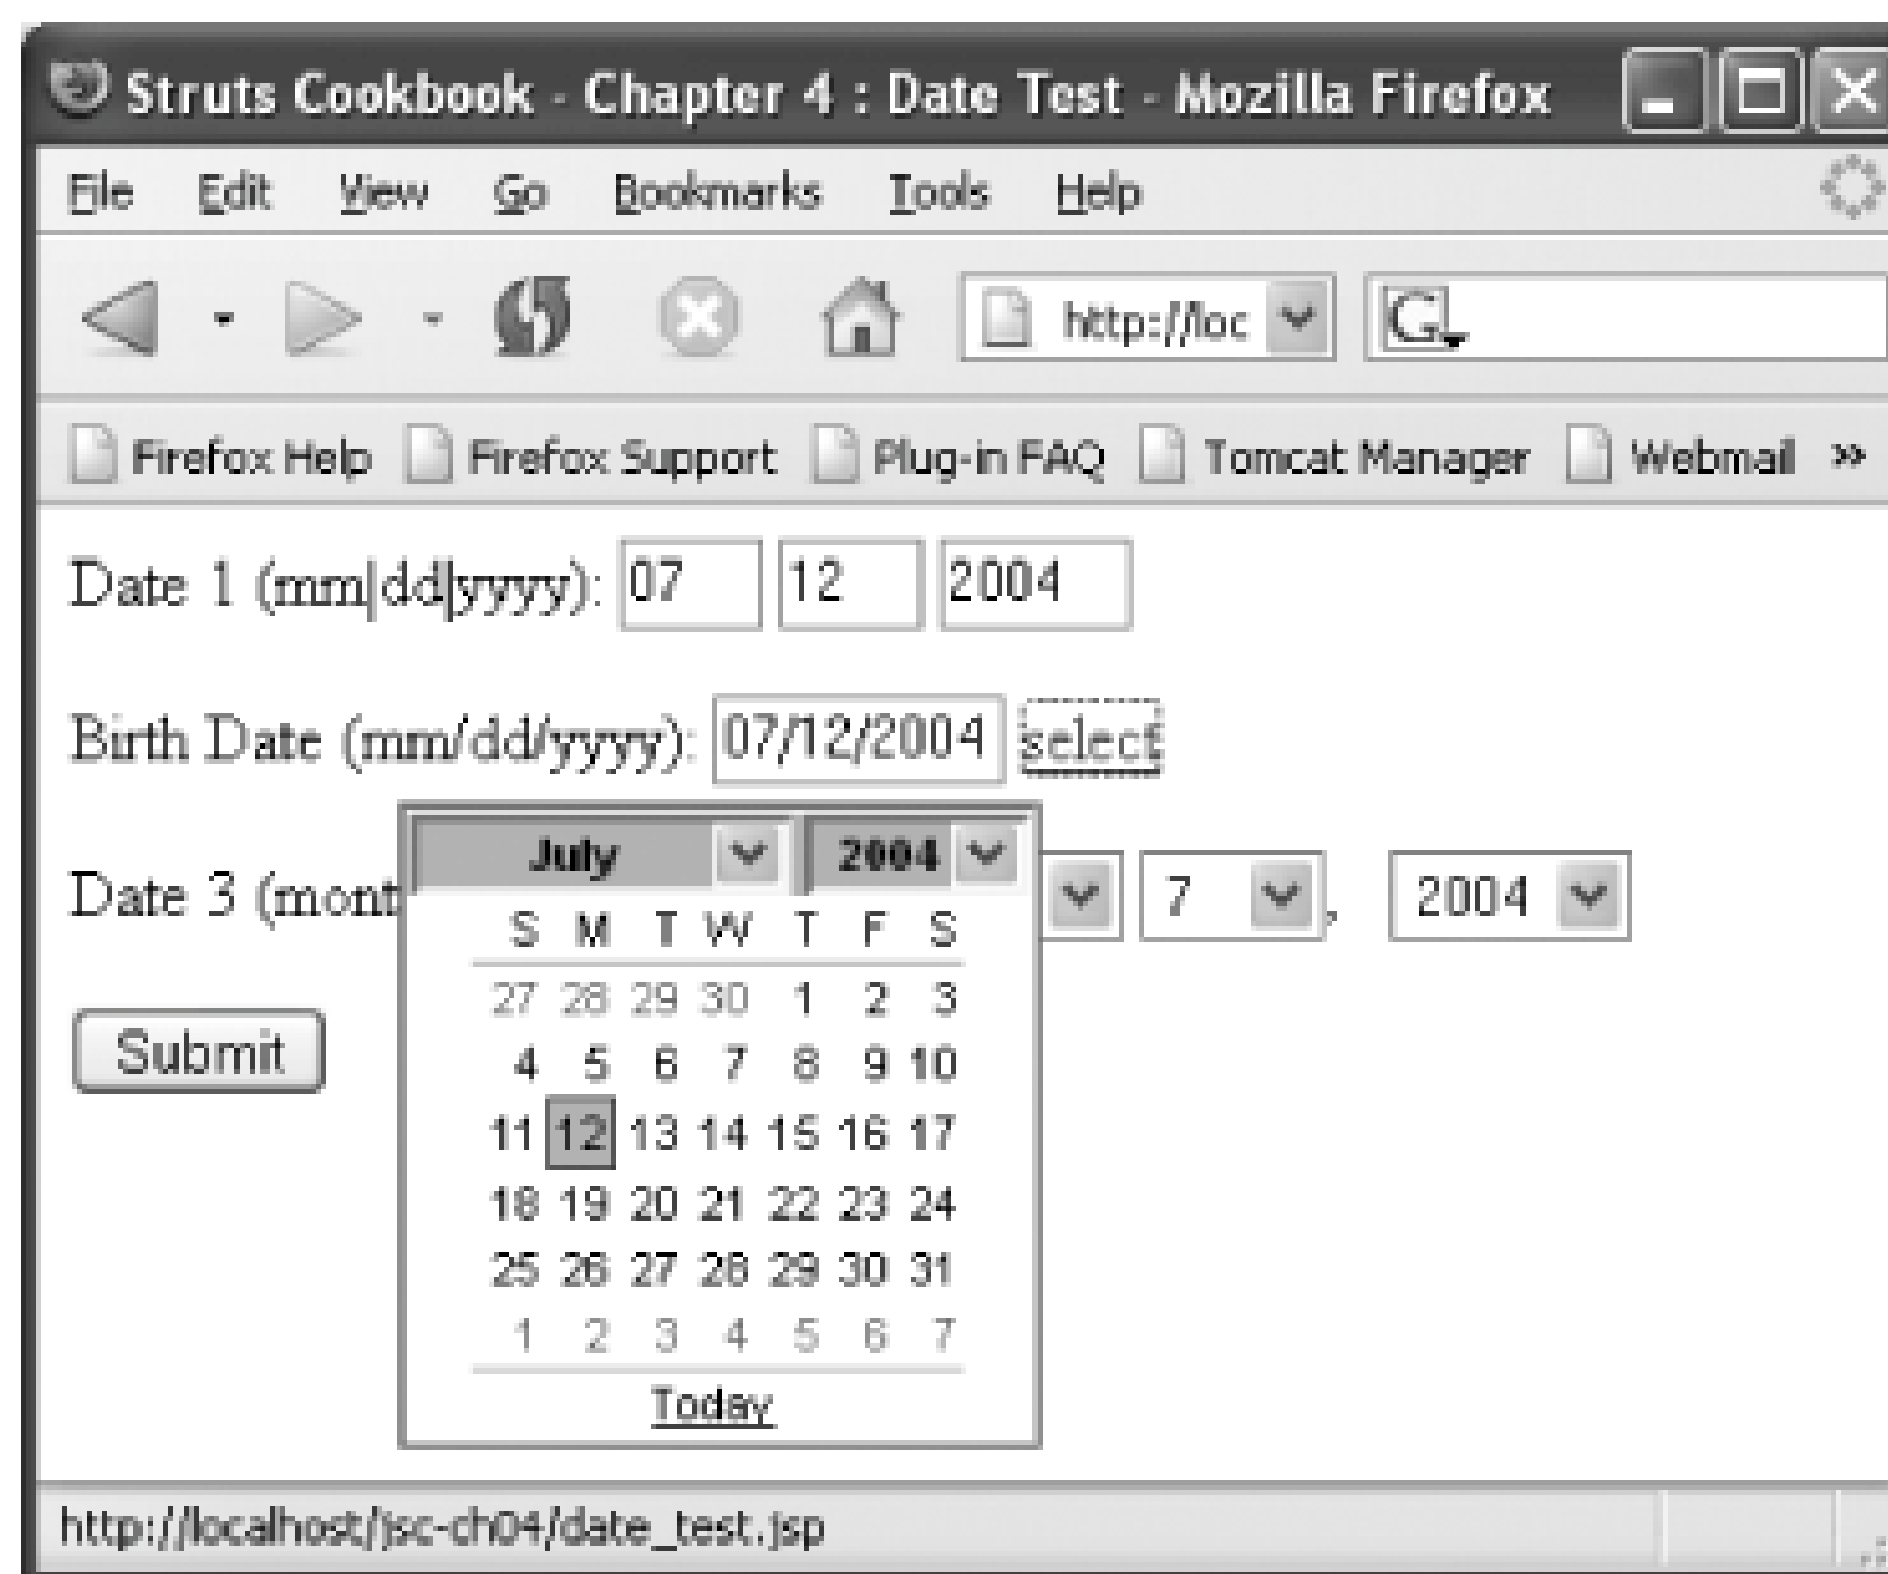 Struts Cookbook - Chapter 4 : Date Test - Mozilla Firefox
File Edit View Go Bookmarks Tools Help
http://loc G
Firefox Help Firefox Support Plug-in FAQ Tomcat Manager Webmail »
Date 1 (mm|dd|yyyy): 07 12 2004
Birth Date (mm/dd/yyyy): 07/12/2004 select
July 2004
Date 3 (mont 7 , 2004
S M T W T F S
27 28 29 30 1 2 3
4 5 6 7 8 9 10
Submit
11 12 13 14 15 16 17
18 19 20 21 22 23 24
25 26 27 28 29 30 31
1 2 3 4 5 6 7
Today
http://localhost/jsc-ch04/date_test.jsp